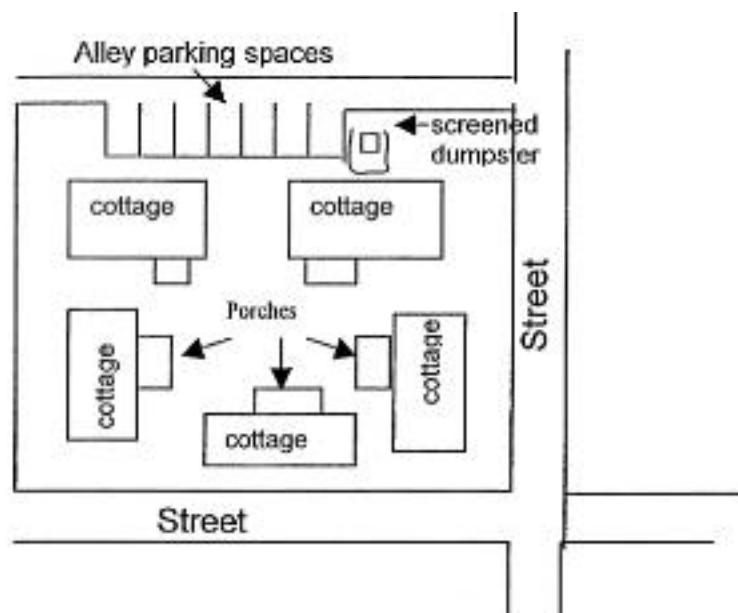 Alley parking spaces
screened
dumpster
cottage
cottage
Street
Porches
cottage
cottage
cottage
Street